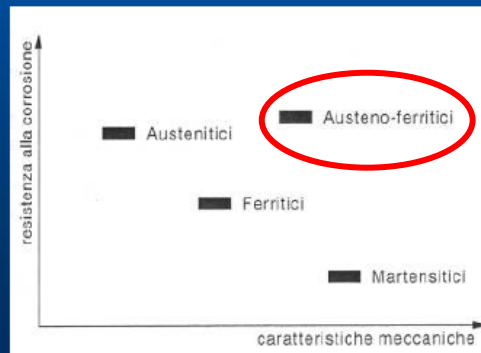 resistenza alla corrosione
Austeno-ferritici
Austenitici
Ferritici
Martensitici
caratteristiche meccaniche